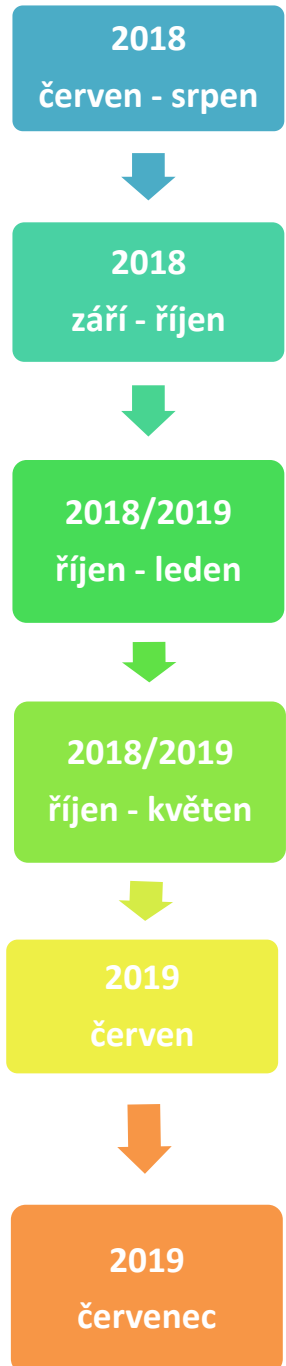 2018
červen - srpen
2018
září - říjen
2018/2019
říjen - leden
2018/2019
říjen - květen
2019
červen
2019
červenec